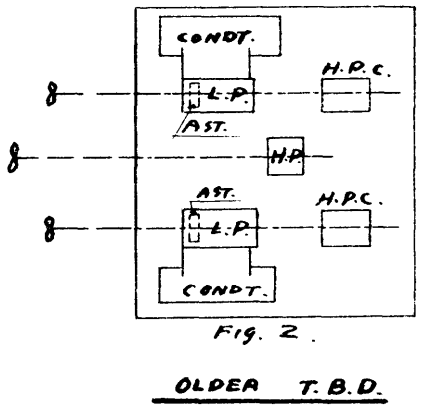 CONDT.
H.P.C.
L.P.
AST.
H.P.
AST.
H.P.C.
L.P.
CONDT.
Fig. 2.
OLDER T.B.D.